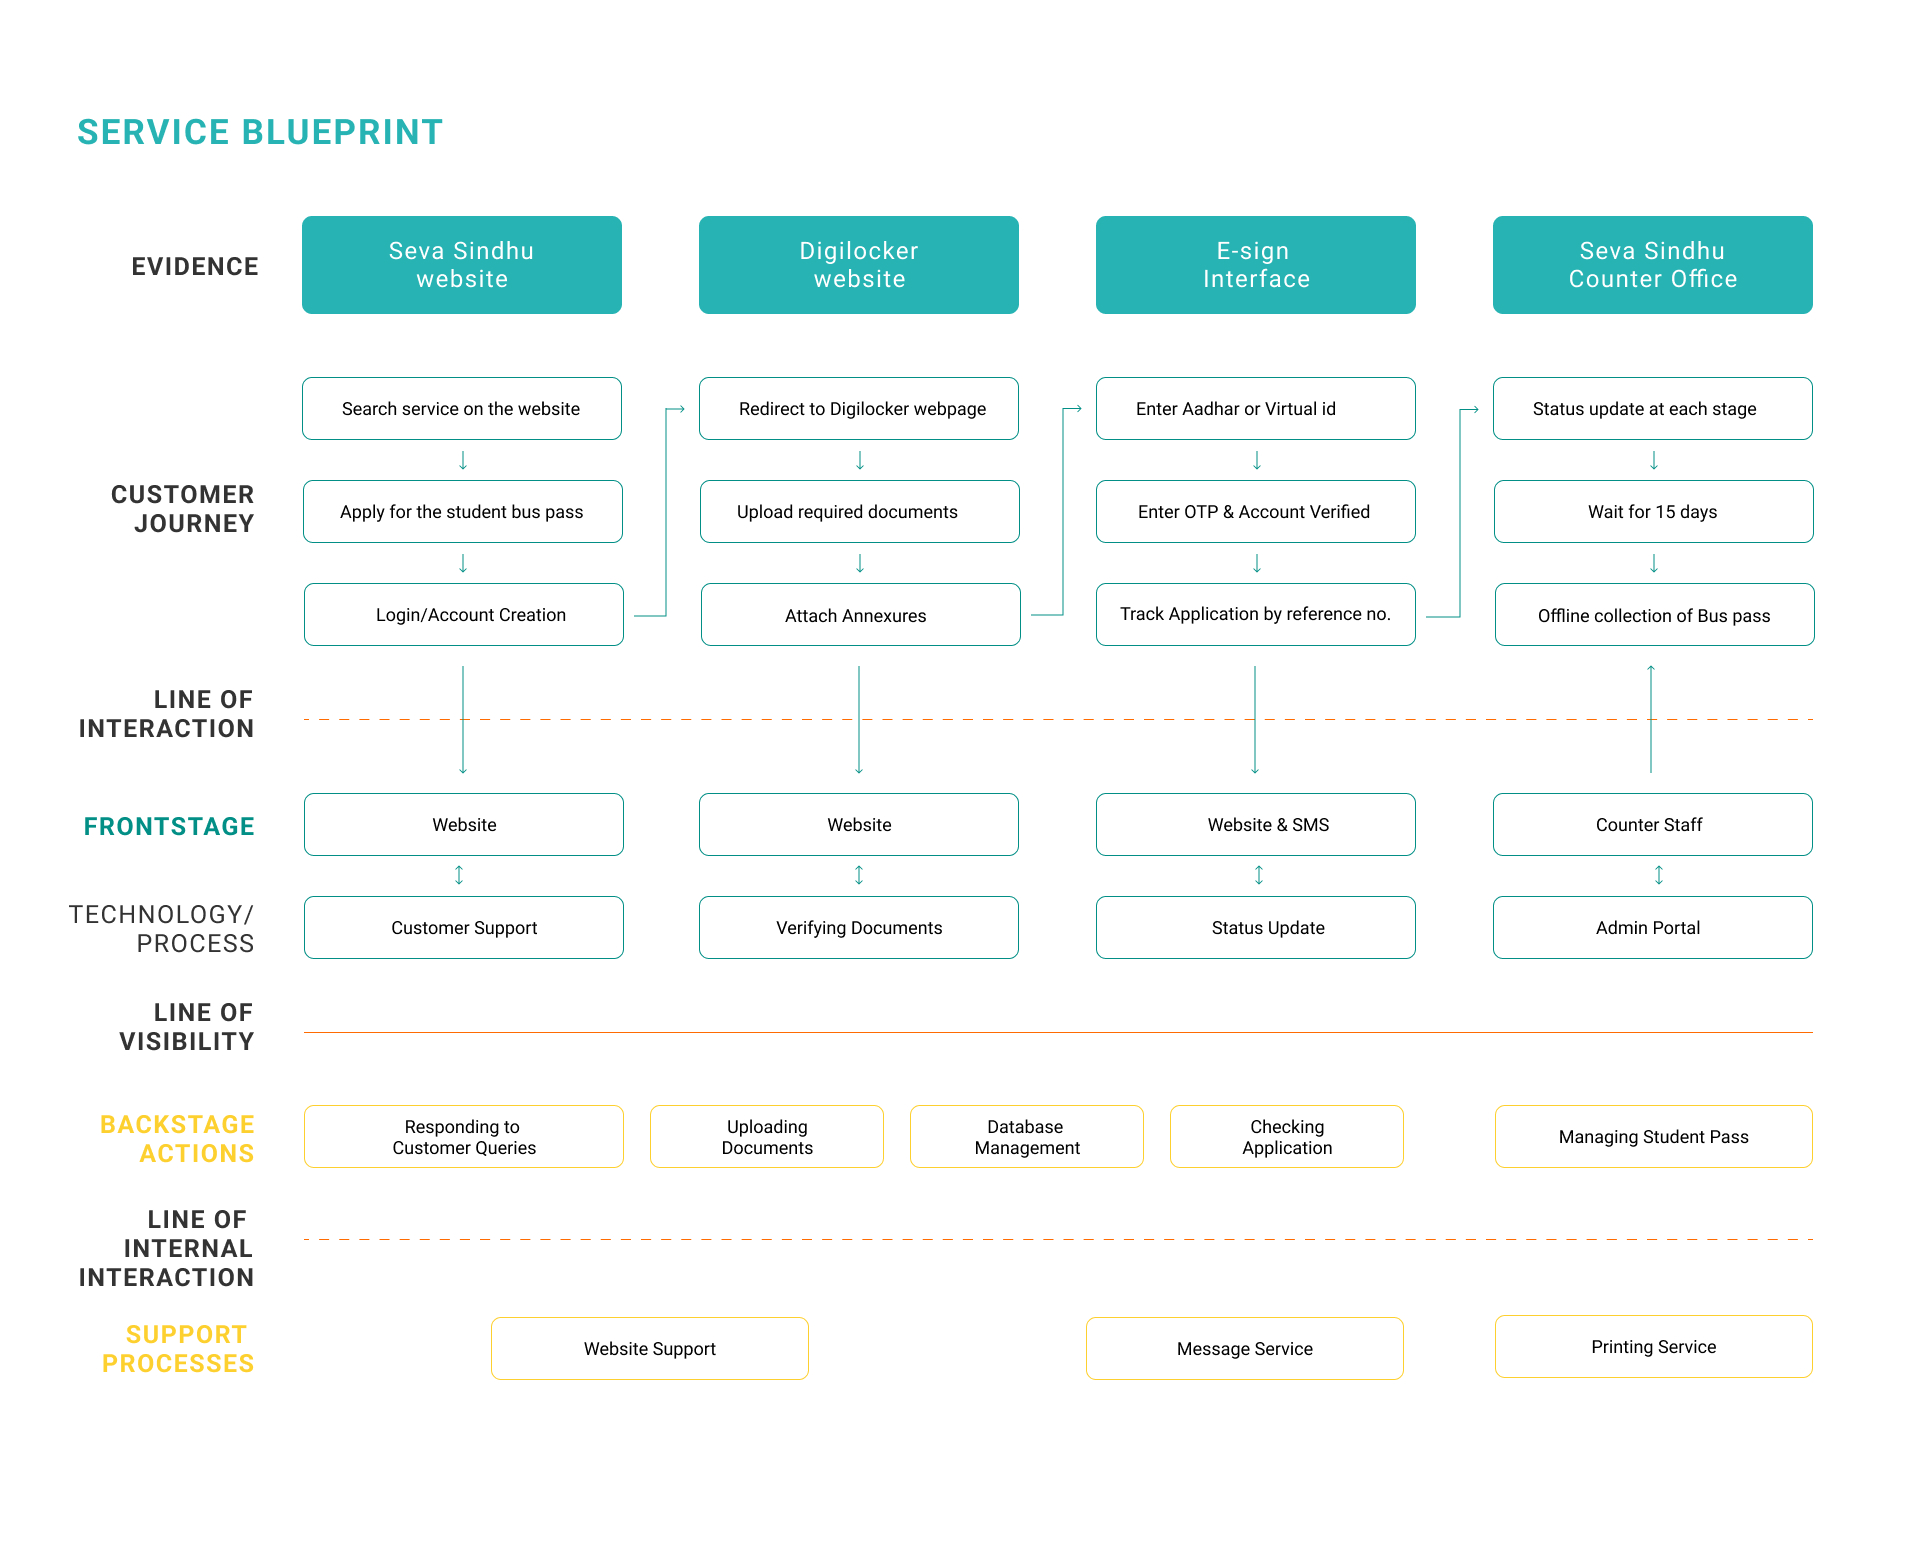 SERVICE BLUEPRINT
EVIDENCE
Seva Sindhu
website
Digilocker
website
E-sign
Interface
Seva Sindhu
Counter Office
CUSTOMER
JOURNEY
Search service on the website
Redirect to Digilocker webpage
Enter Aadhar or Virtual id
Status update at each stage
Apply for the student bus pass
Upload required documents
Enter OTP & Account Verified
Wait for 15 days
Login/Account Creation
Attach Annexures
Track Application by reference no.
Offline collection of Bus pass
LINE OF
INTERACTION
FRONTSTAGE
Website
Website
Website & SMS
Counter Staff
TECHNOLOGY/
PROCESS
Customer Support
Verifying Documents
Status Update
Admin Portal
LINE OF
VISIBILITY
BACKSTAGE
ACTIONS
Responding to
Customer Queries
Uploading
Documents
Database
Management
Checking
Application
Managing Student Pass
LINE OF
INTERNAL
INTERACTION
SUPPORT
PROCESSES
Website Support
Message Service
Printing Service